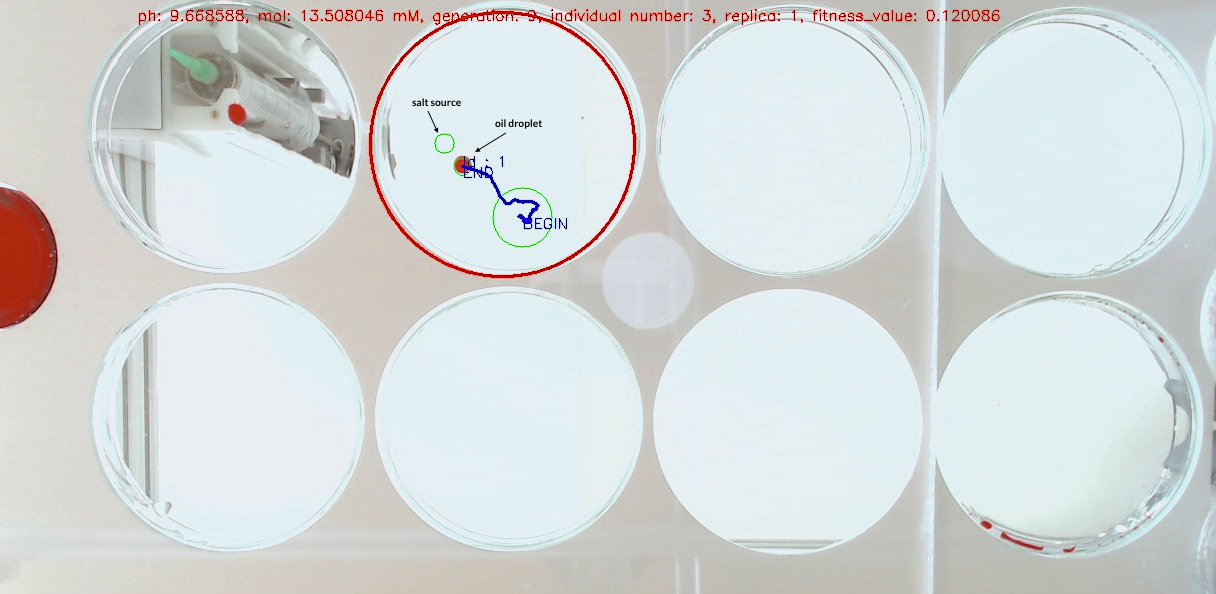 ph: 9.668588, mol: 13.508046 mM, generation: 9, individual number: 3, replica: 1, fitness_value: 0.120086
salt source
oil droplet
Id : 1
END
BEGIN